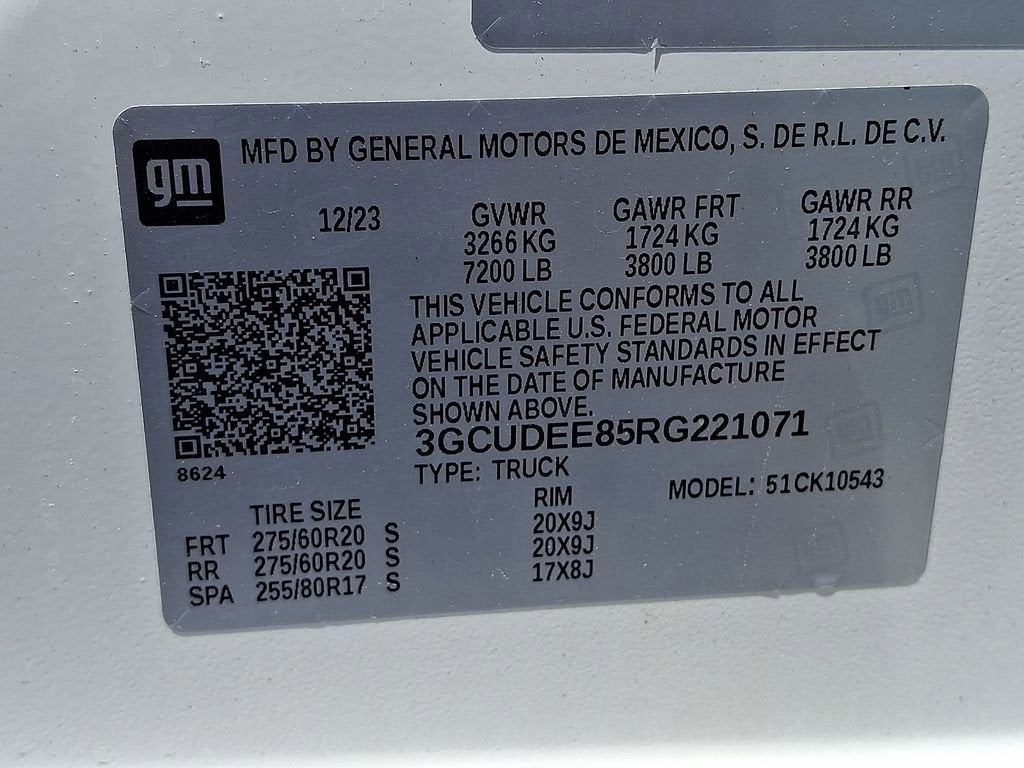 gm MFD BY GENERAL MOTORS DE MEXICO, S. DE R.L. DE C.V.
12/23 GVWR GAWR FRT GAWR RR
3266 KG 1724 KG 1724 KG
7200 LB 3800 LB 3800 LB
THIS VEHICLE CONFORMS TO ALL
APPLICABLE U.S. FEDERAL MOTOR
VEHICLE SAFETY STANDARDS IN EFFECT
ON THE DATE OF MANUFACTURE
SHOWN ABOVE.
3GCUDEE85RG221071
8624 TYPE: TRUCK
MODEL: 51CK10543
TIRE SIZE RIM
FRT 275/60R20 S 20X9J
RR 275/60R20 S 20X9J
SPA 255/80R17 S 17X8J